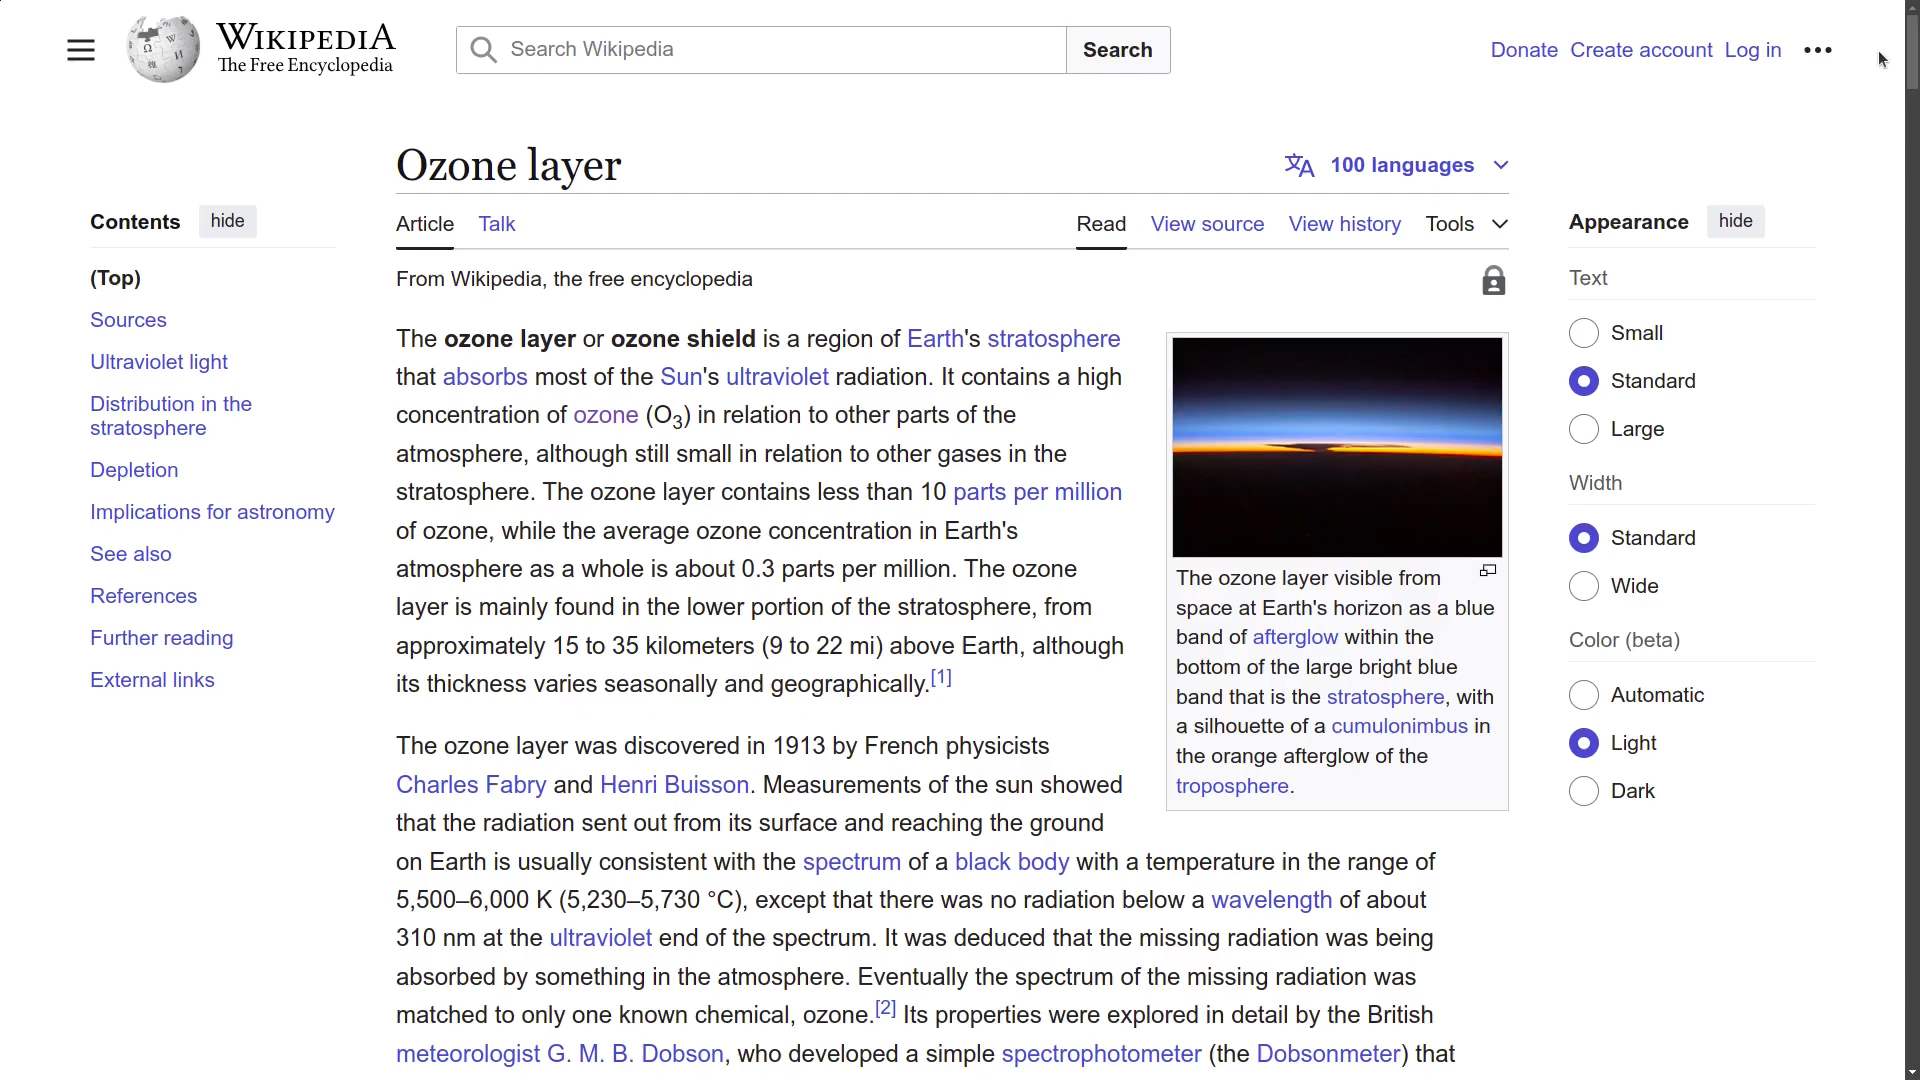 WIKIPEDIA
The Free Encyclopedia
Search Wikipedia
Search
Donate Create account Log in
Contents hide
(Top)
Sources
Ultraviolet light
Distribution in the
stratosphere
Depletion
Implications for astronomy
See also
References
Further reading
External links
Ozone layer
100 languages
Article Talk
Read View source View history Tools
From Wikipedia, the free encyclopedia
The ozone layer or ozone shield is a region of Earth's stratosphere
that absorbs most of the Sun's ultraviolet radiation. It contains a high
concentration of ozone (O3) in relation to other parts of the
atmosphere, although still small in relation to other gases in the
stratosphere. The ozone layer contains less than 10 parts per million
of ozone, while the average ozone concentration in Earth's
atmosphere as a whole is about 0.3 parts per million. The ozone
layer is mainly found in the lower portion of the stratosphere, from
approximately 15 to 35 kilometers (9 to 22 mi) above Earth, although
its thickness varies seasonally and geographically.[1]
The ozone layer visible from
space at Earth's horizon as a blue
band of afterglow within the
bottom of the large bright blue
band that is the stratosphere, with
a silhouette of a cumulonimbus in
the orange afterglow of the
troposphere.
The ozone layer was discovered in 1913 by French physicists
Charles Fabry and Henri Buisson. Measurements of the sun showed
that the radiation sent out from its surface and reaching the ground
on Earth is usually consistent with the spectrum of a black body with a temperature in the range of
5,500–6,000 K (5,230–5,730 °C), except that there was no radiation below a wavelength of about
310 nm at the ultraviolet end of the spectrum. It was deduced that the missing radiation was being
absorbed by something in the atmosphere. Eventually the spectrum of the missing radiation was
matched to only one known chemical, ozone.[2] Its properties were explored in detail by the British
meteorologist G. M. B. Dobson, who developed a simple spectrophotometer (the Dobsonmeter) that
Appearance hide
Text
Small
Standard
Large
Width
Standard
Wide
Color (beta)
Automatic
Light
Dark